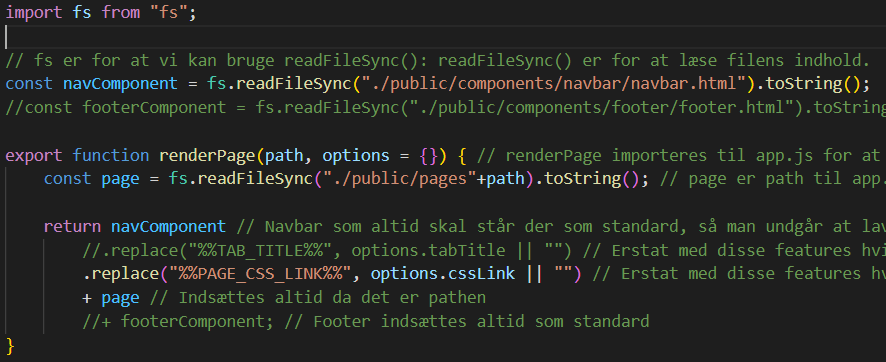 import fs from "fs";
// fs er for at vi kan bruge readFileSync(): readFileSync() er for at læse filens indhold.
const navComponent = fs.readFileSync("./public/components/navbar/navbar.html").toString();
//const footerComponent = fs.readFileSync("./public/components/footer/footer.html").toString
export function renderPage(path, options = {}) { // renderPage importeres til app.js for at
const page = fs.readFileSync("./public/pages"+path).toString(); // page er path til app.
return navComponent // Navbar som altid skal står der som standard, så man undgår at lav
//.replace("%%TAB_TITLE%%", options.tabTitle || "") // Erstat med disse features hvi
.replace("%%PAGE_CSS_LINK%%", options.cssLink || "") // Erstat med disse features hvi
+ page // Indsættes altid da det er pathen
//+ footerComponent; // Footer indsættes altid som standard
}